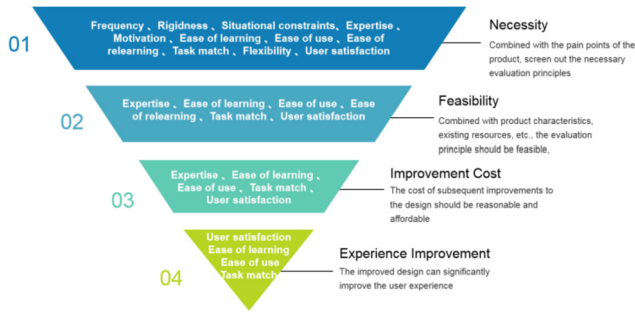 01
Frequency 、Rigidness 、Situational constraints、Expertise 、
Motivation 、Ease of learning 、Ease of use 、Ease of
relearning 、Task match 、Flexibility 、User satisfaction
Necessity
Combined with the pain points of the
product, screen out the necessary
evaluation principles
02
Expertise 、Ease of learning 、Ease of use 、Ease
of relearning 、Task match 、User satisfaction
Feasibility
Combined with product characteristics,
existing resources, etc., the evaluation
principle should be feasible,
03
Expertise 、Ease of learning 、
Ease of use 、Task match 、
User satisfaction
Improvement Cost
The cost of subsequent improvements to
the design should be reasonable and
affordable
04
User satisfaction
Ease of learning
Ease of use
Task match
Experience Improvement
The improved design can significantly
improve the user experience